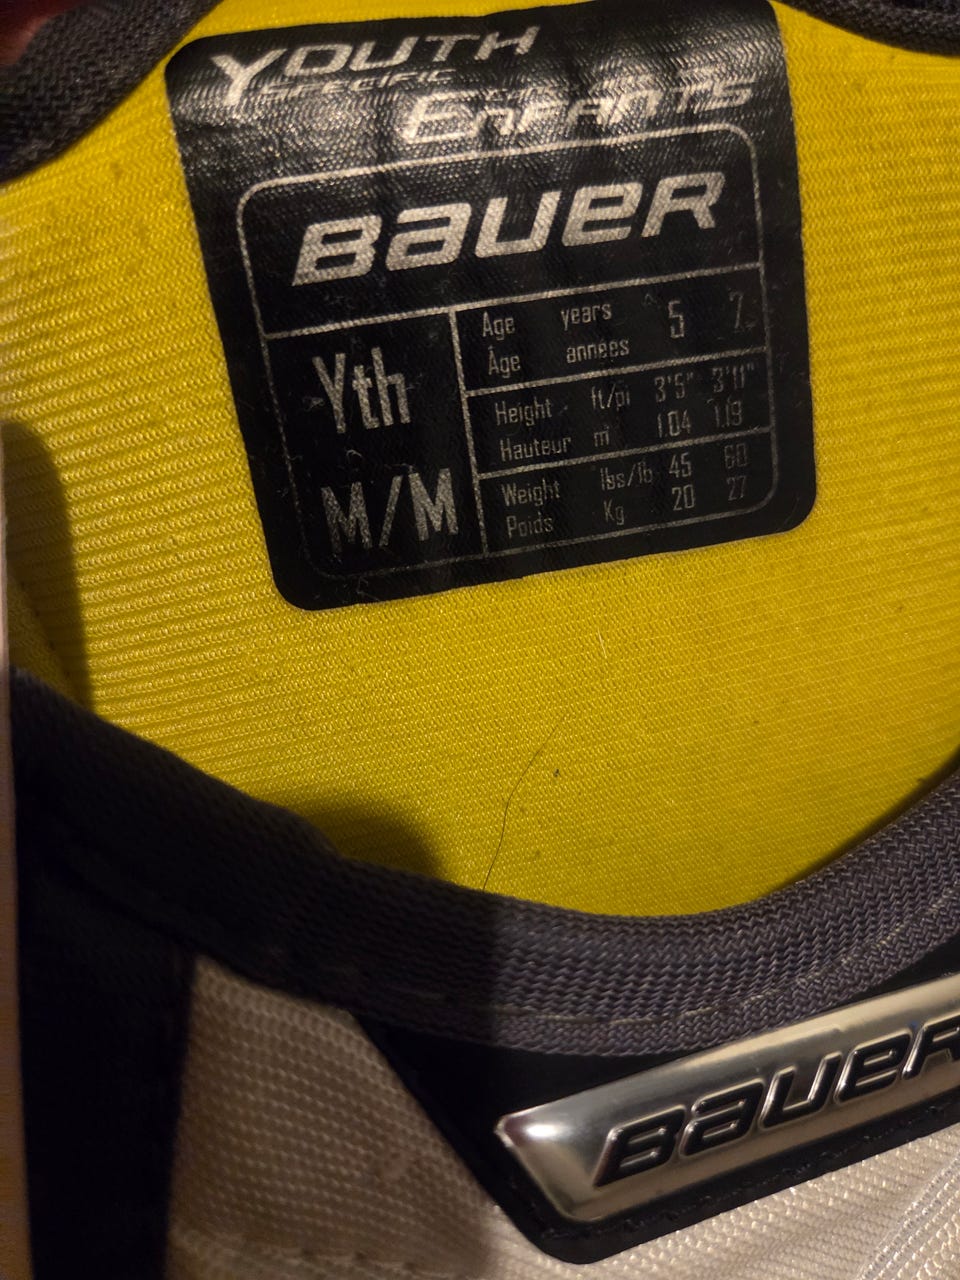 YOUTH
SPECIFIC
ENFANTS
BAUER
Yth
M/M
Age years 5 7
Âge années
Height ft/pi 3'5" 3'11"
Hauteur m 1.04 1.19
Weight lbs/lb 45 60
Poids Kg 20 27
BAUER